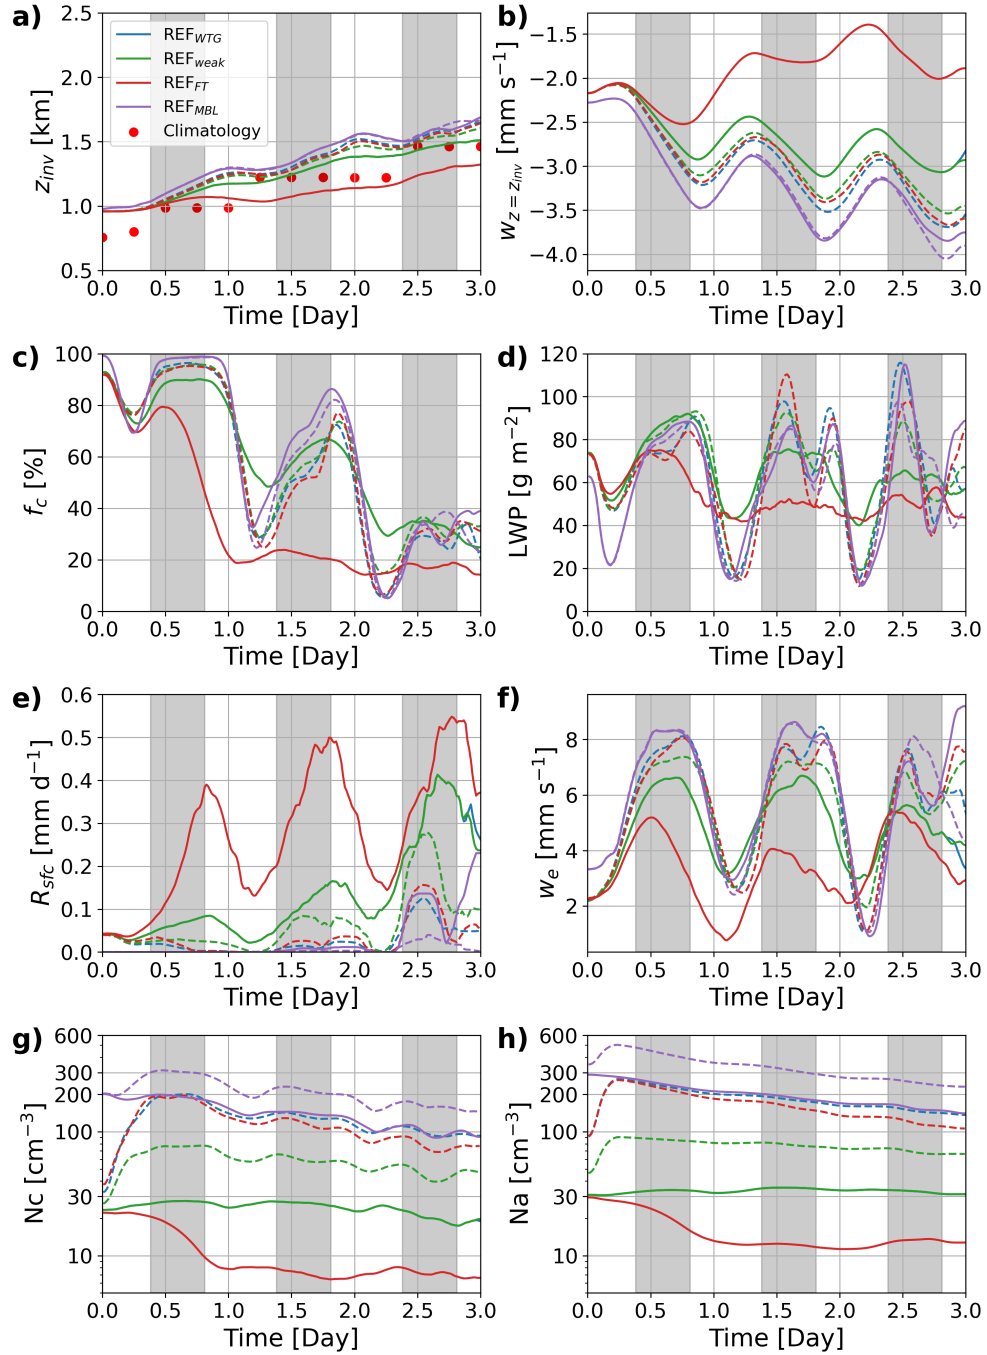 a)
2.5
2.0
1.5
1.0
0.5
z_inv [km]
REF_WTG
REF_weak
REF_FT
REF_MBL
Climatology
0.0 0.5 1.0 1.5 2.0 2.5 3.0
Time [Day]
b)
−1.5
−2.0
−2.5
−3.0
−3.5
−4.0
w_{z = z_inv} [mm s⁻¹]
0.0 0.5 1.0 1.5 2.0 2.5 3.0
Time [Day]
c)
100
80
60
40
20
0
f_c [%]
0.0 0.5 1.0 1.5 2.0 2.5 3.0
Time [Day]
d)
120
100
80
60
40
20
0
LWP [g m⁻²]
0.0 0.5 1.0 1.5 2.0 2.5 3.0
Time [Day]
e)
0.6
0.5
0.4
0.3
0.2
0.1
0.0
R_sfc [mm d⁻¹]
0.0 0.5 1.0 1.5 2.0 2.5 3.0
Time [Day]
f)
8
6
4
2
w_e [mm s⁻¹]
0.0 0.5 1.0 1.5 2.0 2.5 3.0
Time [Day]
g)
600
300
200
100
30
10
Nc [cm⁻³]
0.0 0.5 1.0 1.5 2.0 2.5 3.0
Time [Day]
h)
600
300
200
100
30
10
Na [cm⁻³]
0.0 0.5 1.0 1.5 2.0 2.5 3.0
Time [Day]